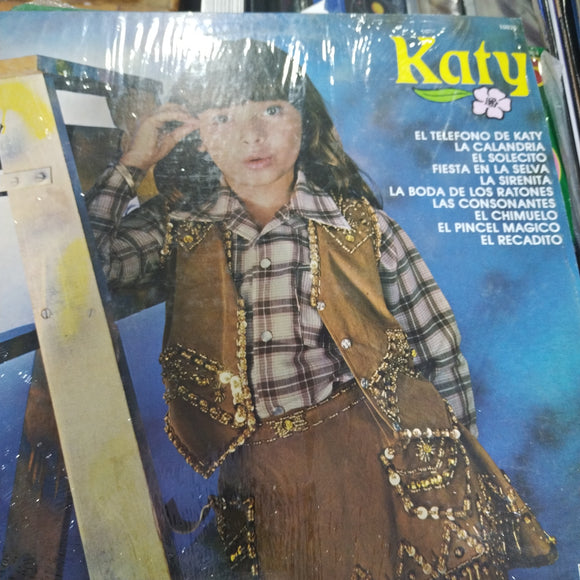 Katy
EL TELEFONO DE KATY
LA CALANDRIA
EL SOLECITO
FIESTA EN LA SELVA
LA SIRENITA
LA BODA DE LOS RATONES
LAS CONSONANTES
EL CHIMUELO
EL PINCEL MAGICO
EL RECADITO